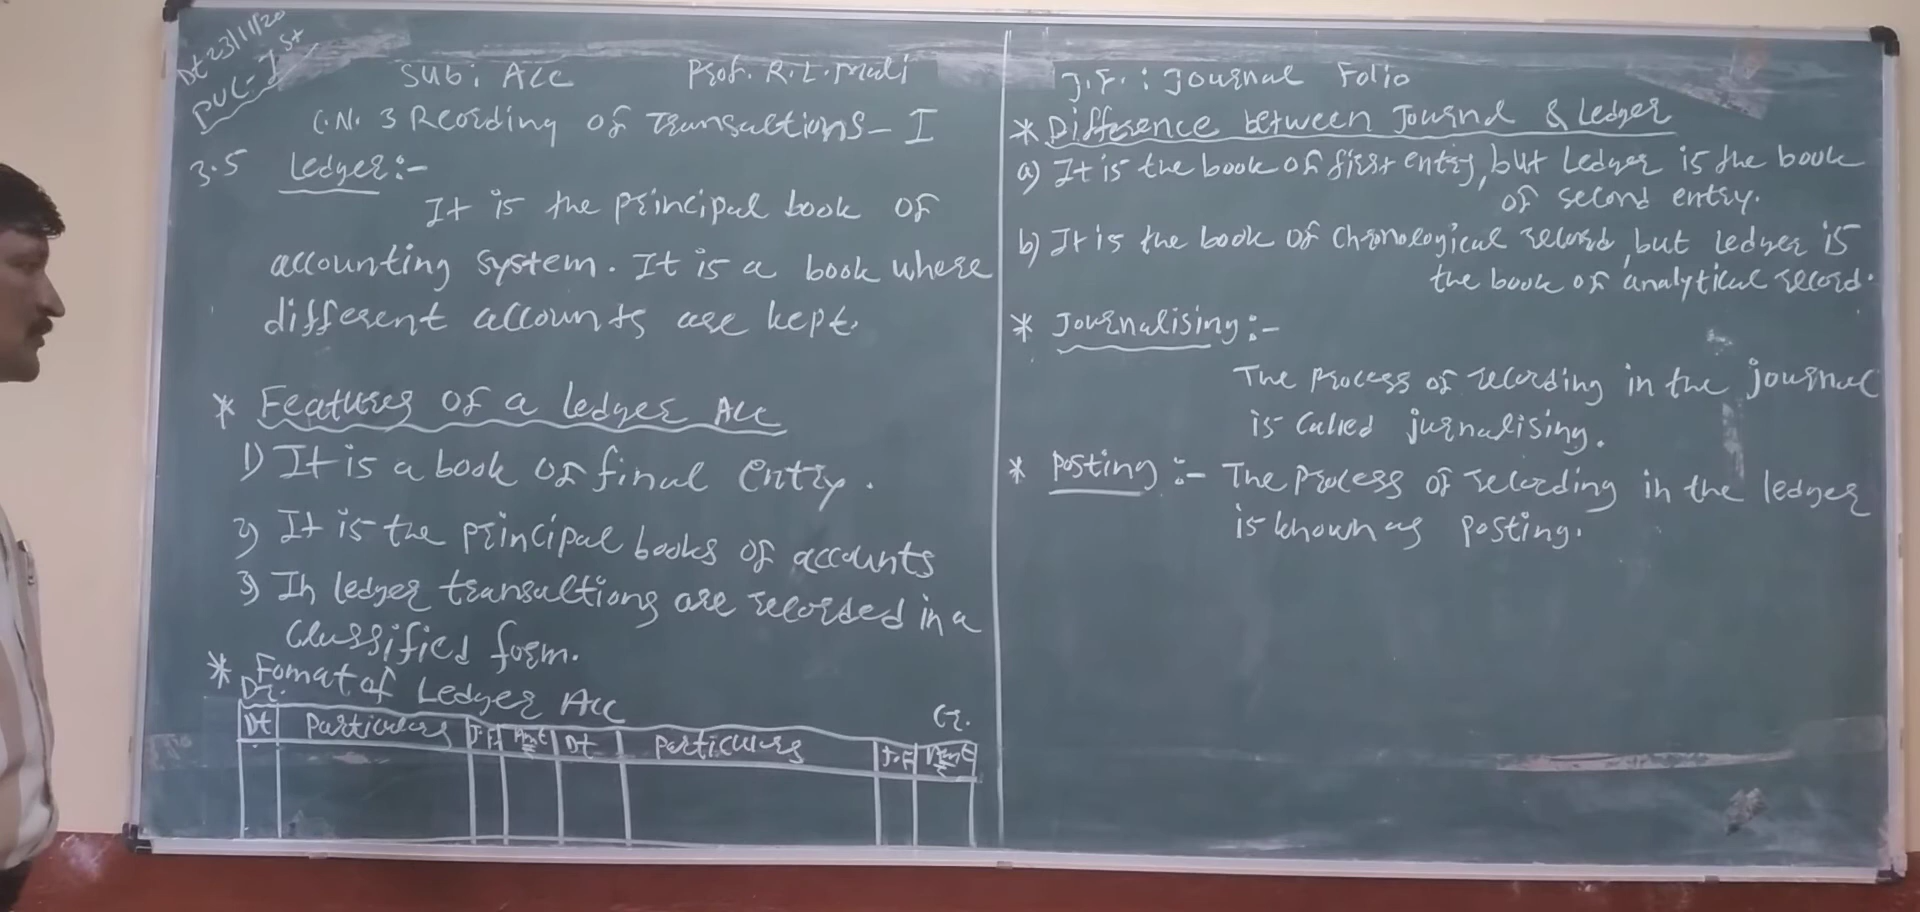 Dt 23/11/20
PUC-I st
Sub: Acc Prof. R.L. Mali
C.N. 3 Reording of Transactions - I
3.5 Ledger:-
It is the principal book of
accounting system. It is a book where
different accounts are kept.
* Features of a ledger Acc
1) It is a book of final entry.
2) It is the principal books of accounts
3) In ledger transactions are recorded in a
classified form.
* Fomat of Ledger Acc
Dr. Cr.
Dt Particulars J.F Amt Dt Particulars J.F Amt
J.F. : Journal Folio
* Difference between Journal & Ledger
a) It is the book of first entry, but Ledger is the book
of second entry.
b) It is the book of chronological record, but ledger is
the book of analytical record.
* Journalising :-
The process of recording in the journal
is called jurnalising.
* Posting :- The process of recording in the ledger
is known as posting.